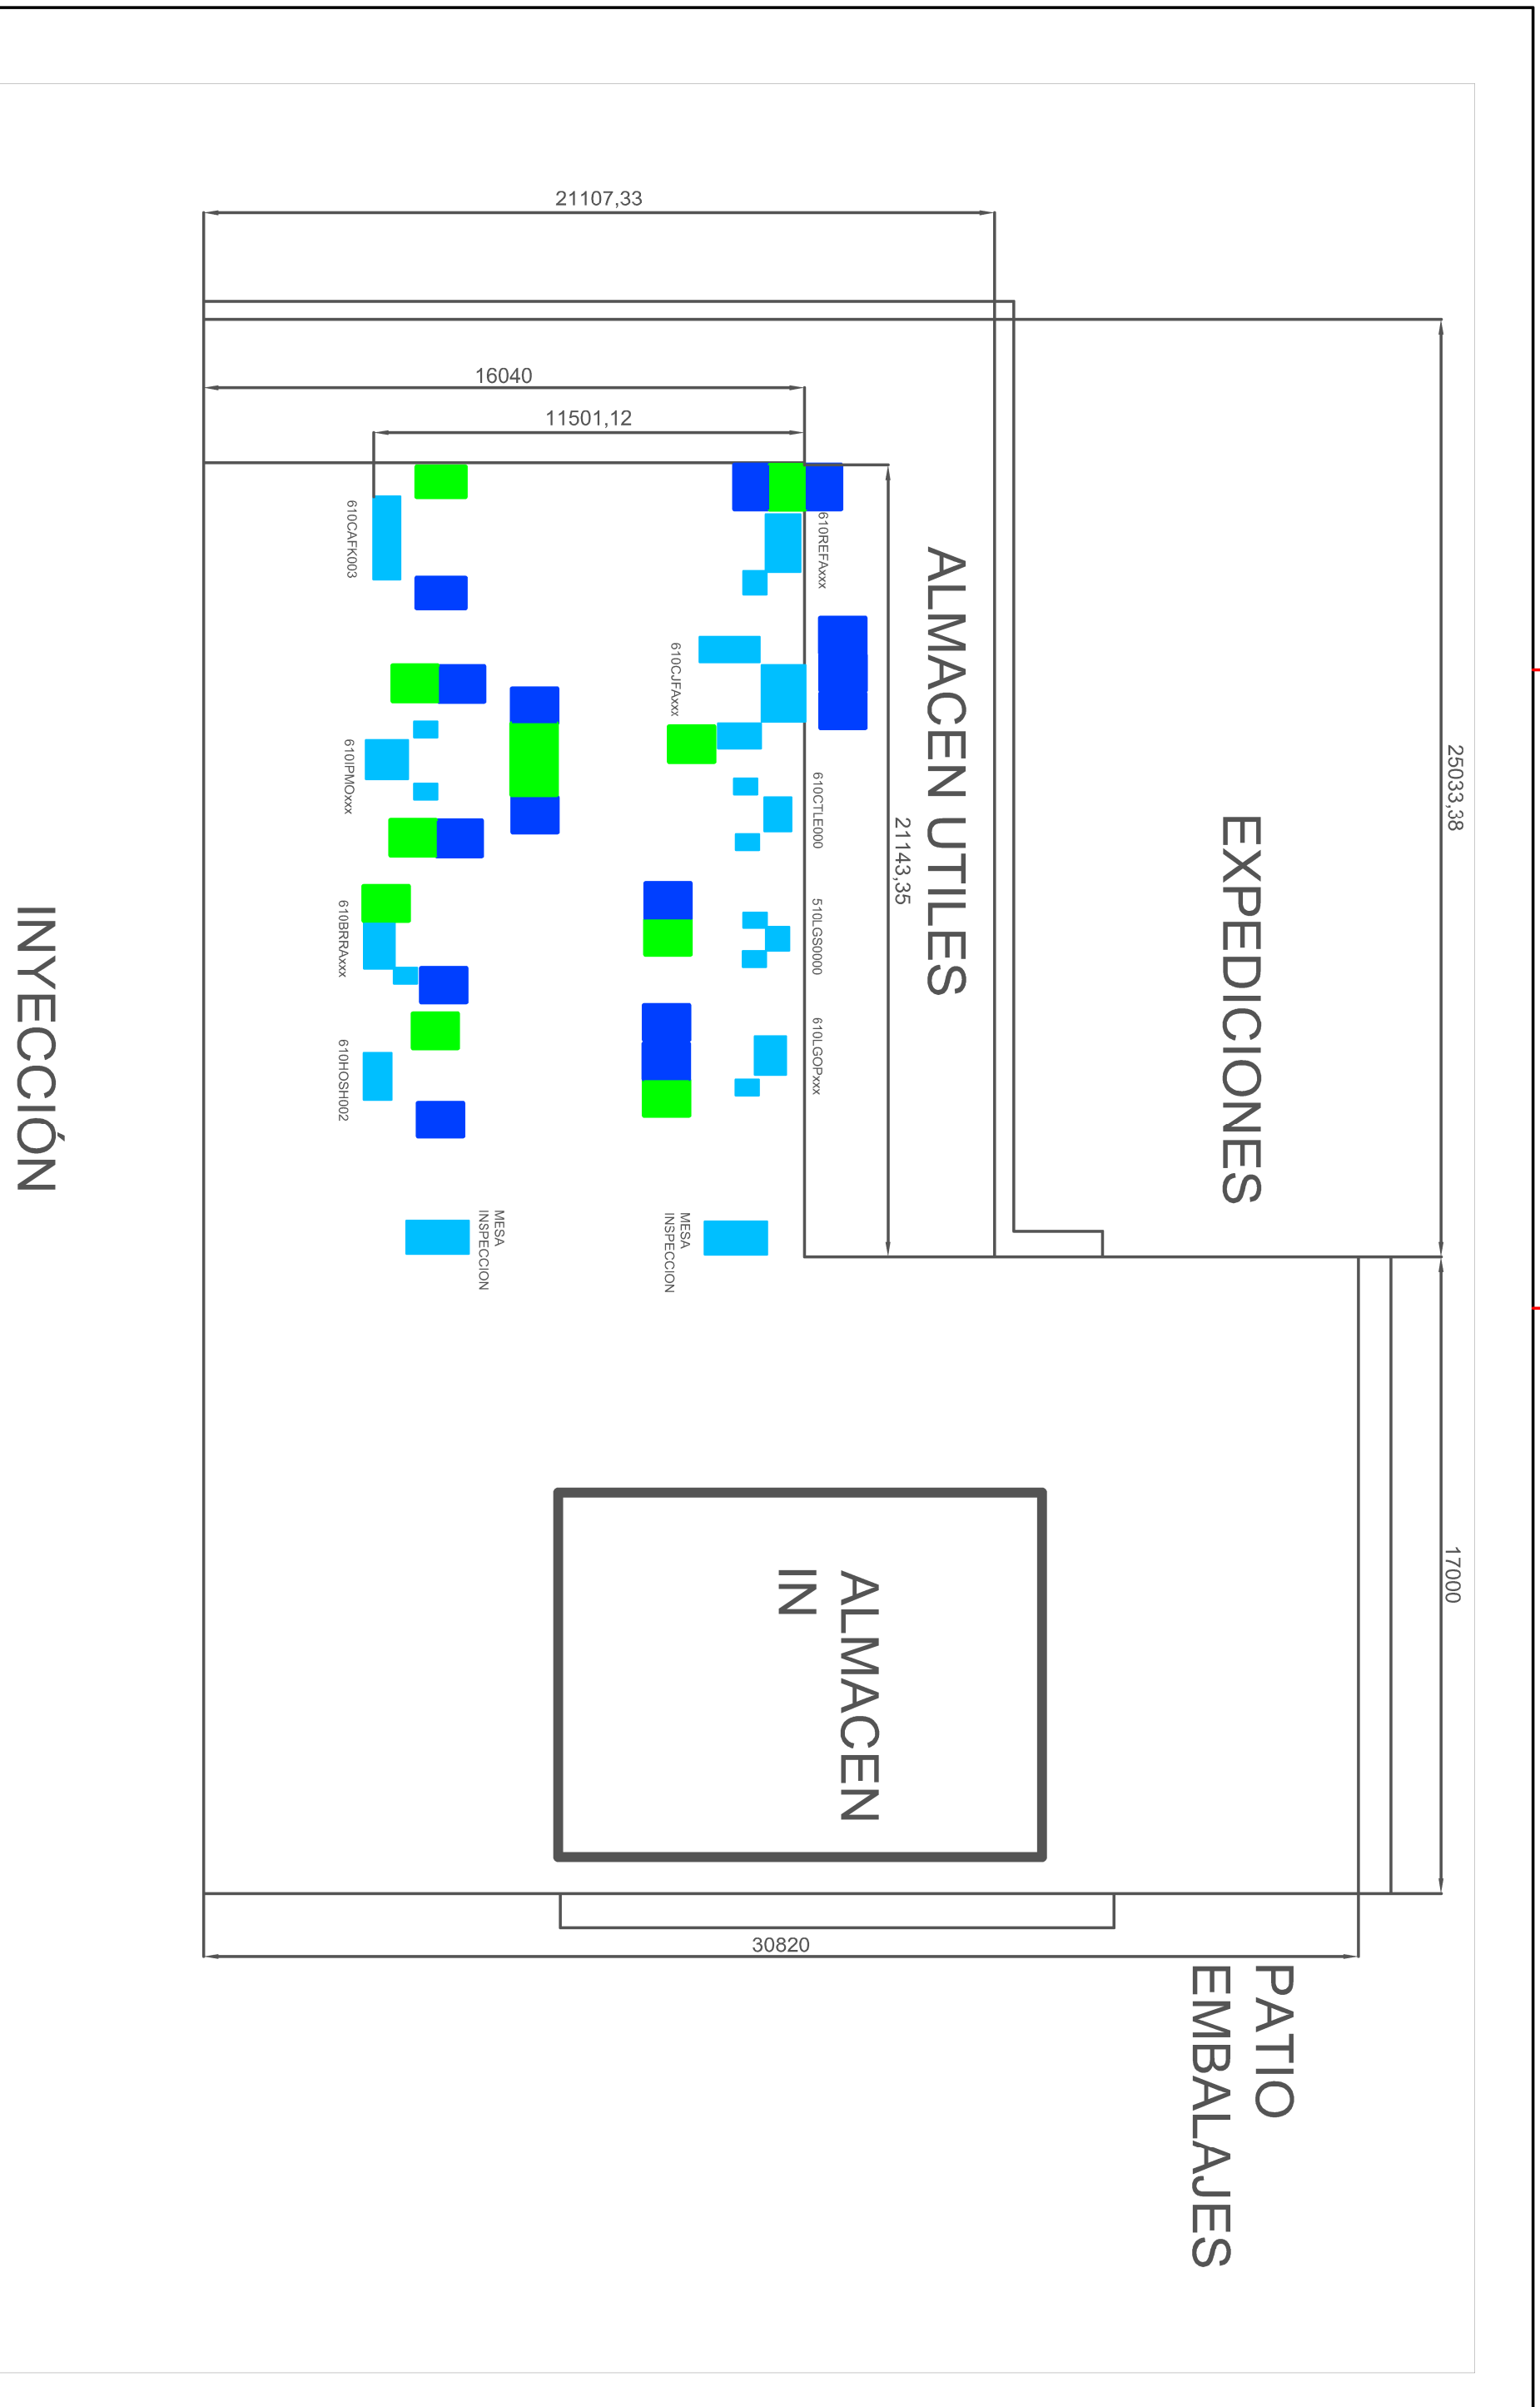 25033,38
17000
EXPEDICIONES
PATIO
EMBALAJES
21107,33
ALMACEN UTILES
21143,35
16040
11501,12
610REFAxxx
610CTLE000
510LGS0000
610LGOPxxx
610CJFAxxx
MESA
INSPECCION
ALMACEN
IN
30820
MESA
INSPECCION
610CAFK003
610IPMOxxx
610BRRAxxx
610HOSH002
INYECCIÓN